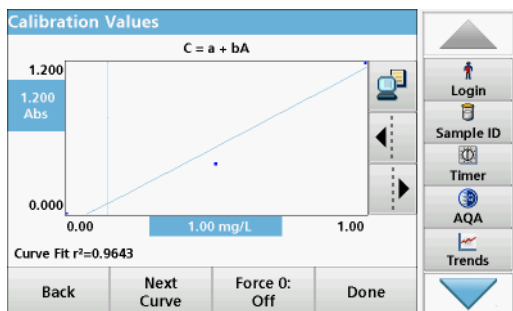 Calibration Values
C = a + bA
1.200
1.200
Abs
0.000
0.00
1.00 mg/L
1.00
Curve Fit r²=0.9643
Back
Next
Curve
Force 0:
Off
Done
Login
Sample ID
Timer
AQA
Trends